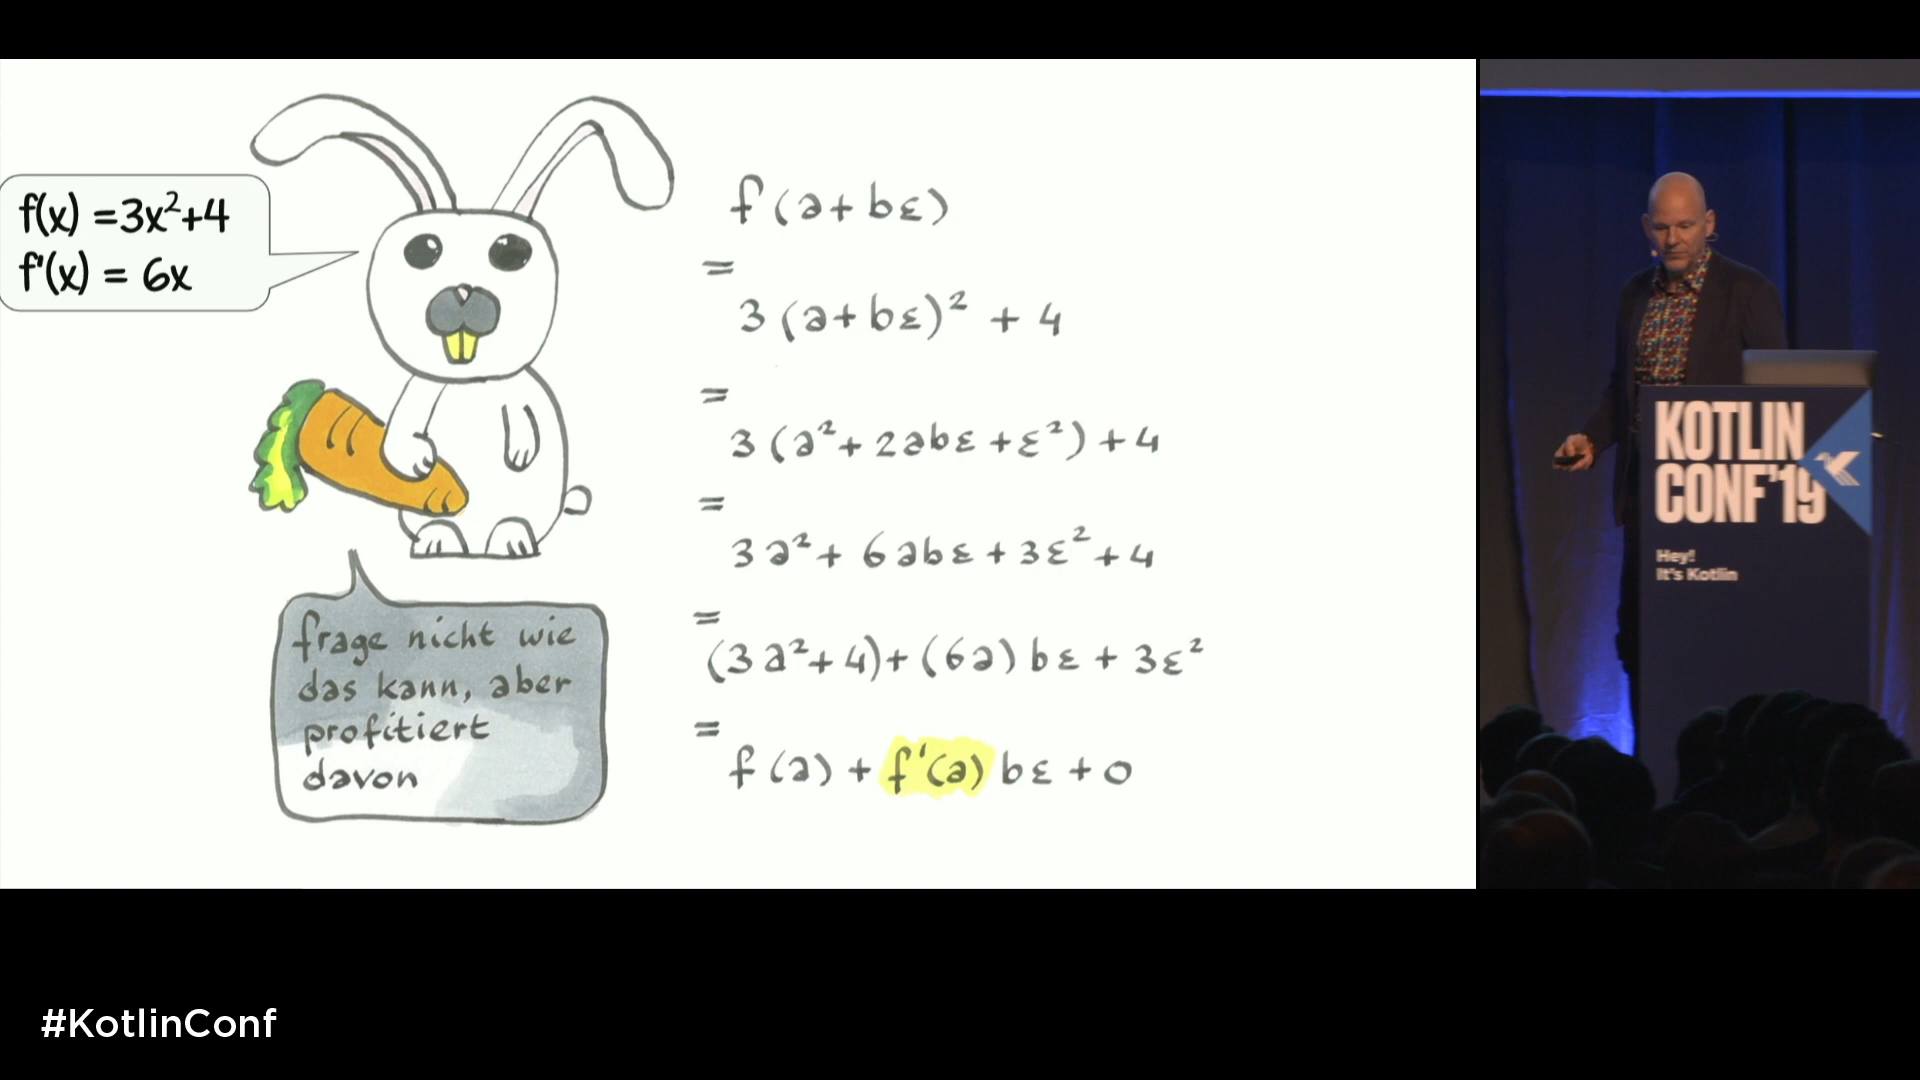 f(x) =3x²+4
f'(x) = 6x
f(a+bε)
=
3(a+bε)² + 4
=
3(a²+2abε+ε²)+4
=
3a²+6abε+3ε²+4
=
(3a²+4)+(6a)bε+3ε²
=
f(a)+f'(a)bε+0
frage nicht wie
das kann, aber
profitiert
davon
KOTLIN
CONF'19
Hey!
It's Kotlin
#KotlinConf